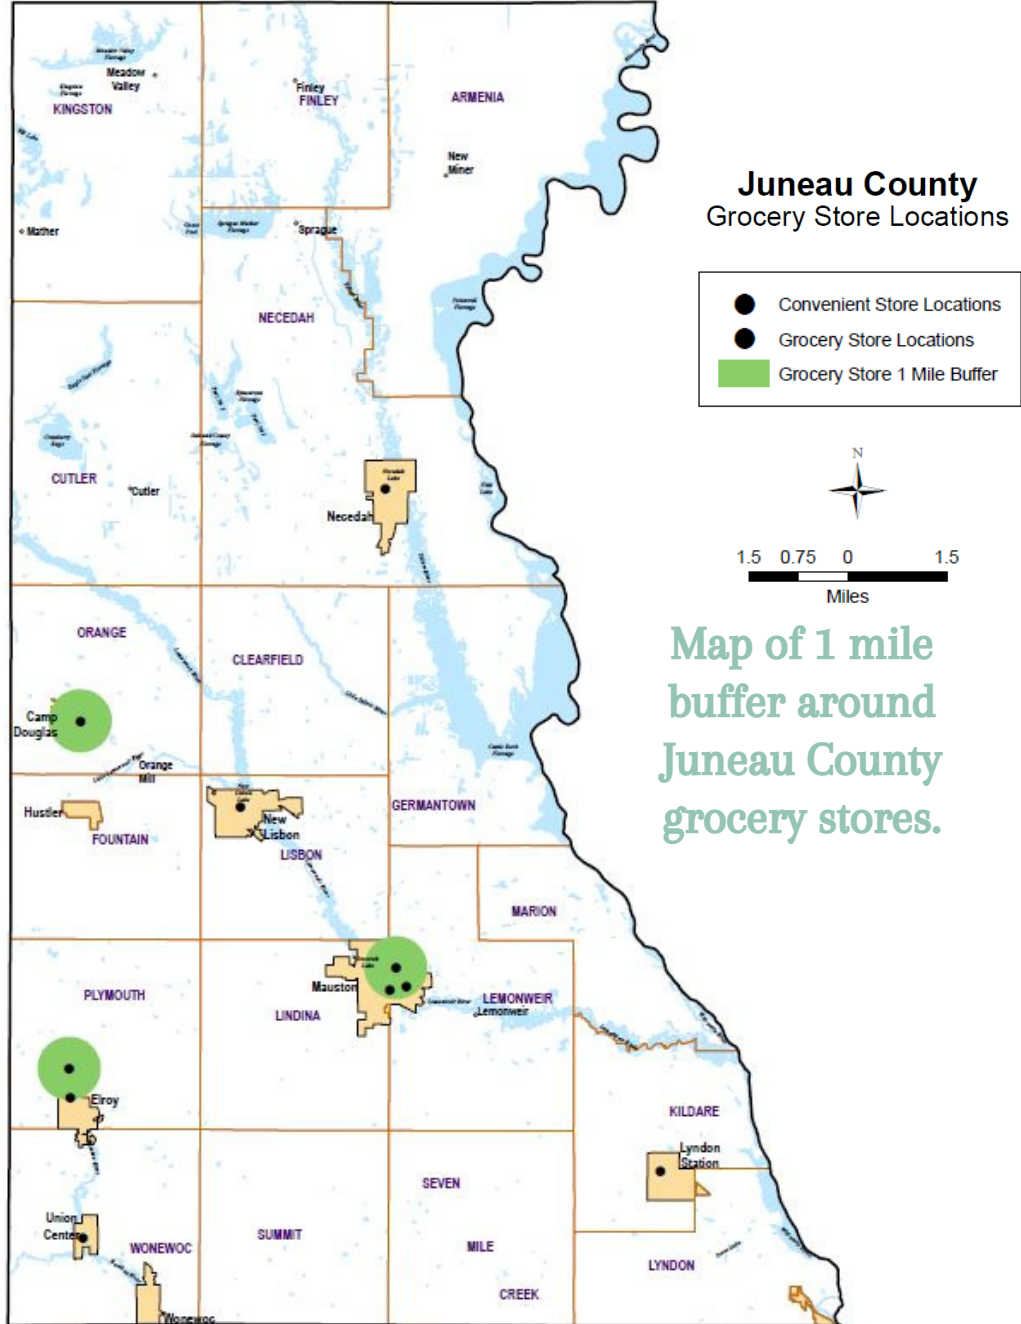 Juneau County
Grocery Store Locations
Convenient Store Locations
Grocery Store Locations
Grocery Store 1 Mile Buffer
N
1.5 0.75 0 1.5
Miles
Map of 1 mile
buffer around
Juneau County
grocery stores.
Meadow
Valley
KINGSTON
Finley
FINLEY
ARMENIA
New
Miner
Mather
Sprague
NECEDAH
CUTLER
Cutler
Necedah
ORANGE
CLEARFIELD
Camp
Douglas
Orange
Mill
Hustler
FOUNTAIN
New
Lisbon
LISBON
GERMANTOWN
MARION
PLYMOUTH
Mauston
LINDINA
LEMONWEIR
Lemonweir
Elroy
KILDARE
Lyndon
Station
SEVEN
MILE
CREEK
Union
Center
WONEWOC
SUMMIT
LYNDON
Wonewoc